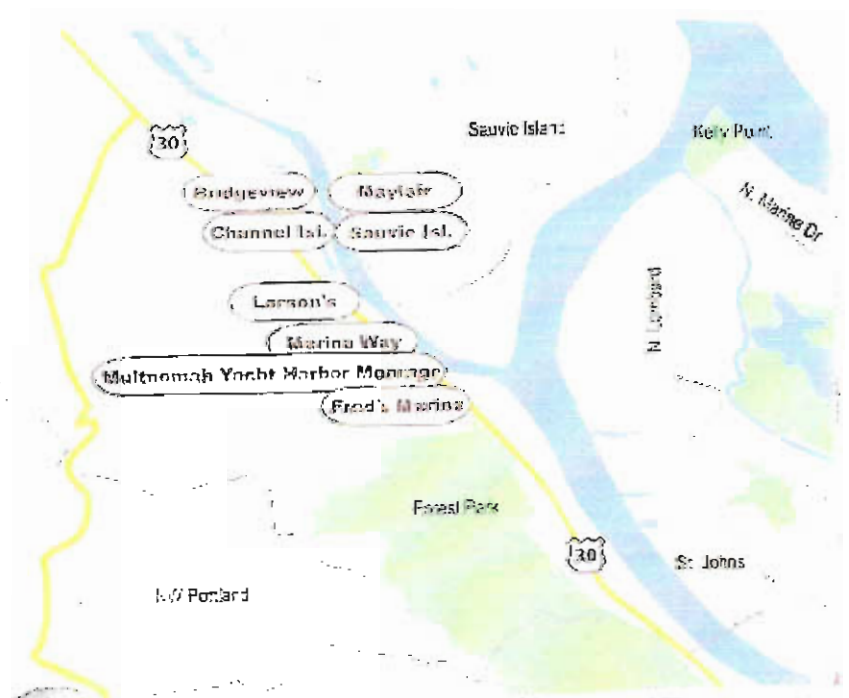 30
Sauvie Island
Kelly Point
N. Marine Dr
Bridgeview
Mayfair
Channel Isl.
Sauvie Isl.
N. Lombard
Larson's
Marina Way
Multnomah Yacht Harbor Moorage
Fred's Marina
Forest Park
30
St. Johns
NW Portland